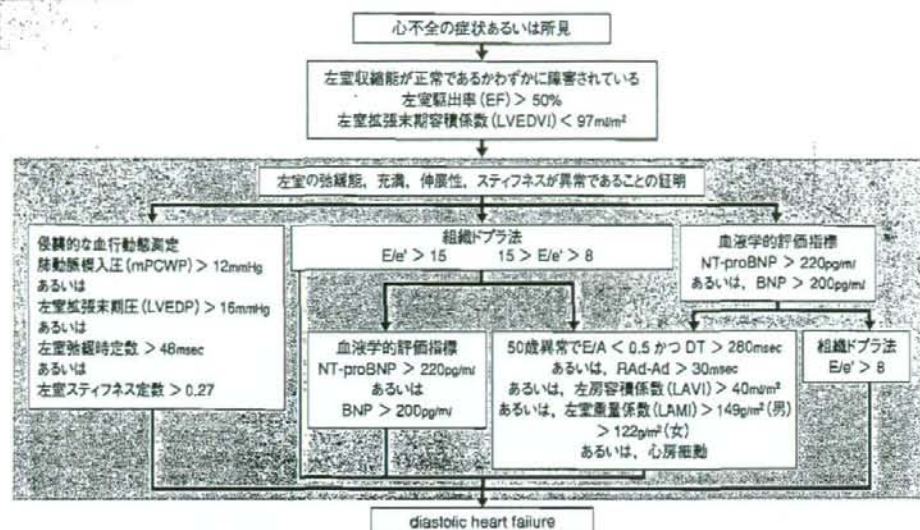 心不全の症状あるいは所見
左室収縮能が正常であるかわずかに障害されている
左室駆出率(EF)>50%
左室拡張末期容積係数(LVEDVI)<97ml/m²
左室の弛緩能,充満,伸展性,スティフネスが異常であることの証明
侵襲的な血行動態測定
肺動脈楔入圧(mPCWP)>12mmHg
あるいは
左室拡張末期圧(LVEDP)>16mmHg
あるいは
左室弛緩時定数>48msec
あるいは
左室スティフネス定数>0.27
組織ドプラ法
E/e'>15 15>E/e'>8
血液学的評価指標
NT-proBNP>220pg/ml
あるいは,BNP>200pg/ml
血液学的評価指標
NT-proBNP>220pg/ml
あるいは
BNP>200pg/ml
50歳異常でE/A<0.5かつDT>280msec
あるいは,RAd-Ad>30msec
あるいは,左房容積係数(LAVI)>40ml/m²
あるいは,左室重量係数(LAMI)>149g/m²(男)
>122g/m²(女)
あるいは,心房細動
組織ドプラ法
E/e'>8
diastolic heart failure